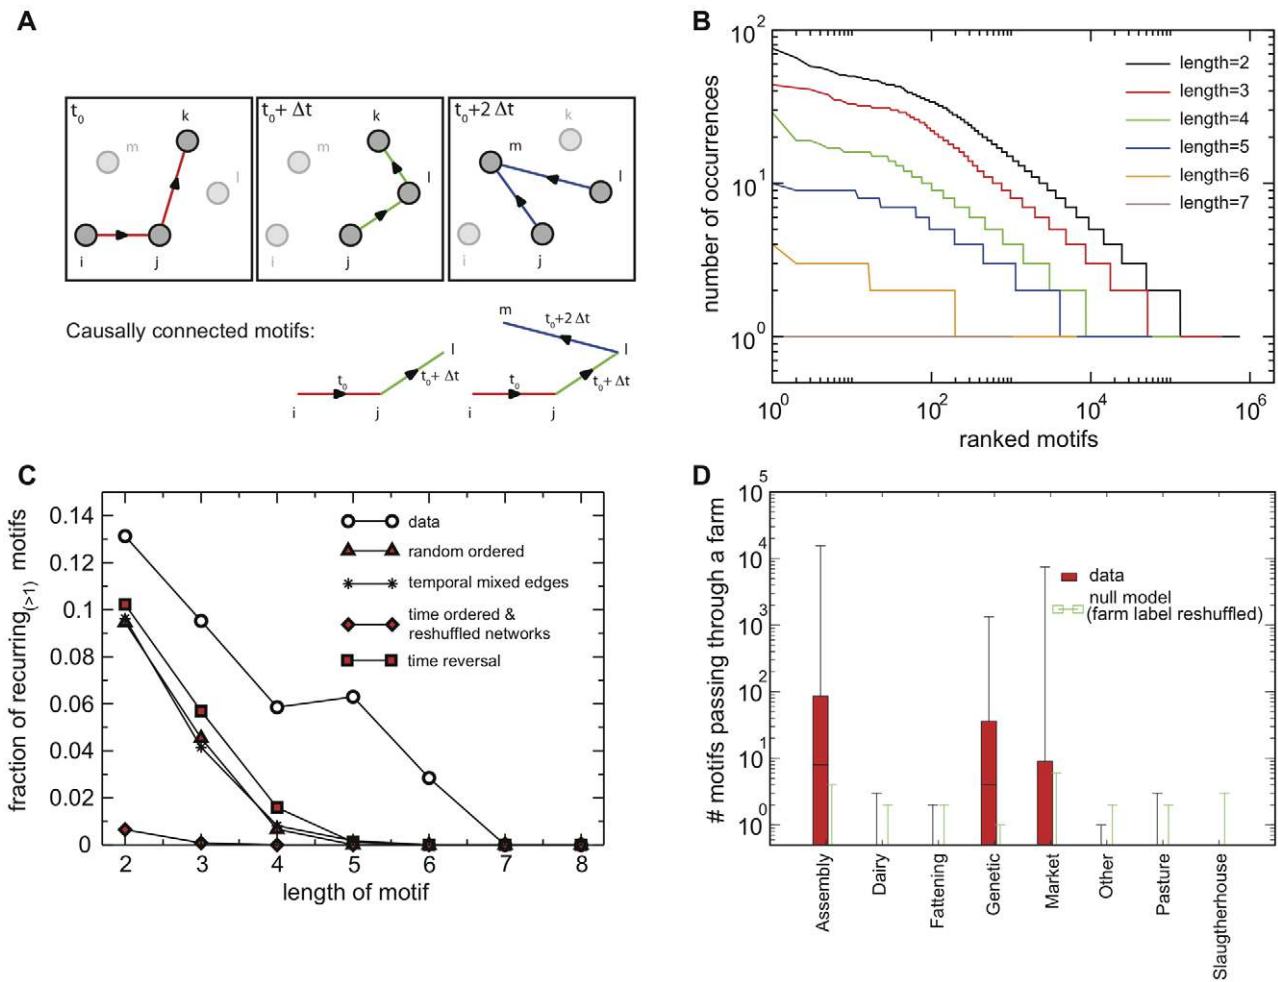 A
t0
k
m
l
i
j
t0+ Δt
k
m
l
i
j
t0+2 Δt
k
m
l
i
j
Causally connected motifs:
t0
t0+ Δt
i
j
l
m
t0+2 Δt
l
t0
t0+ Δt
i
j
B
number of occurrences
10^2
10^1
10^0
length=2
length=3
length=4
length=5
length=6
length=7
10^0
10^2
10^4
10^6
ranked motifs
C
fraction of recurring(>1) motifs
0.14
0.12
0.1
0.08
0.06
0.04
0.02
0
data
random ordered
temporal mixed edges
time ordered &
reshuffled networks
time reversal
2 3 4 5 6 7 8
length of motif
D
# motifs passing through a farm
10^5
10^4
10^3
10^2
10^1
10^0
10^0
data
null model
(farm label reshuffled)
Assembly
Dairy
Fattening
Genetic
Market
Other
Pasture
Slaugtherhouse